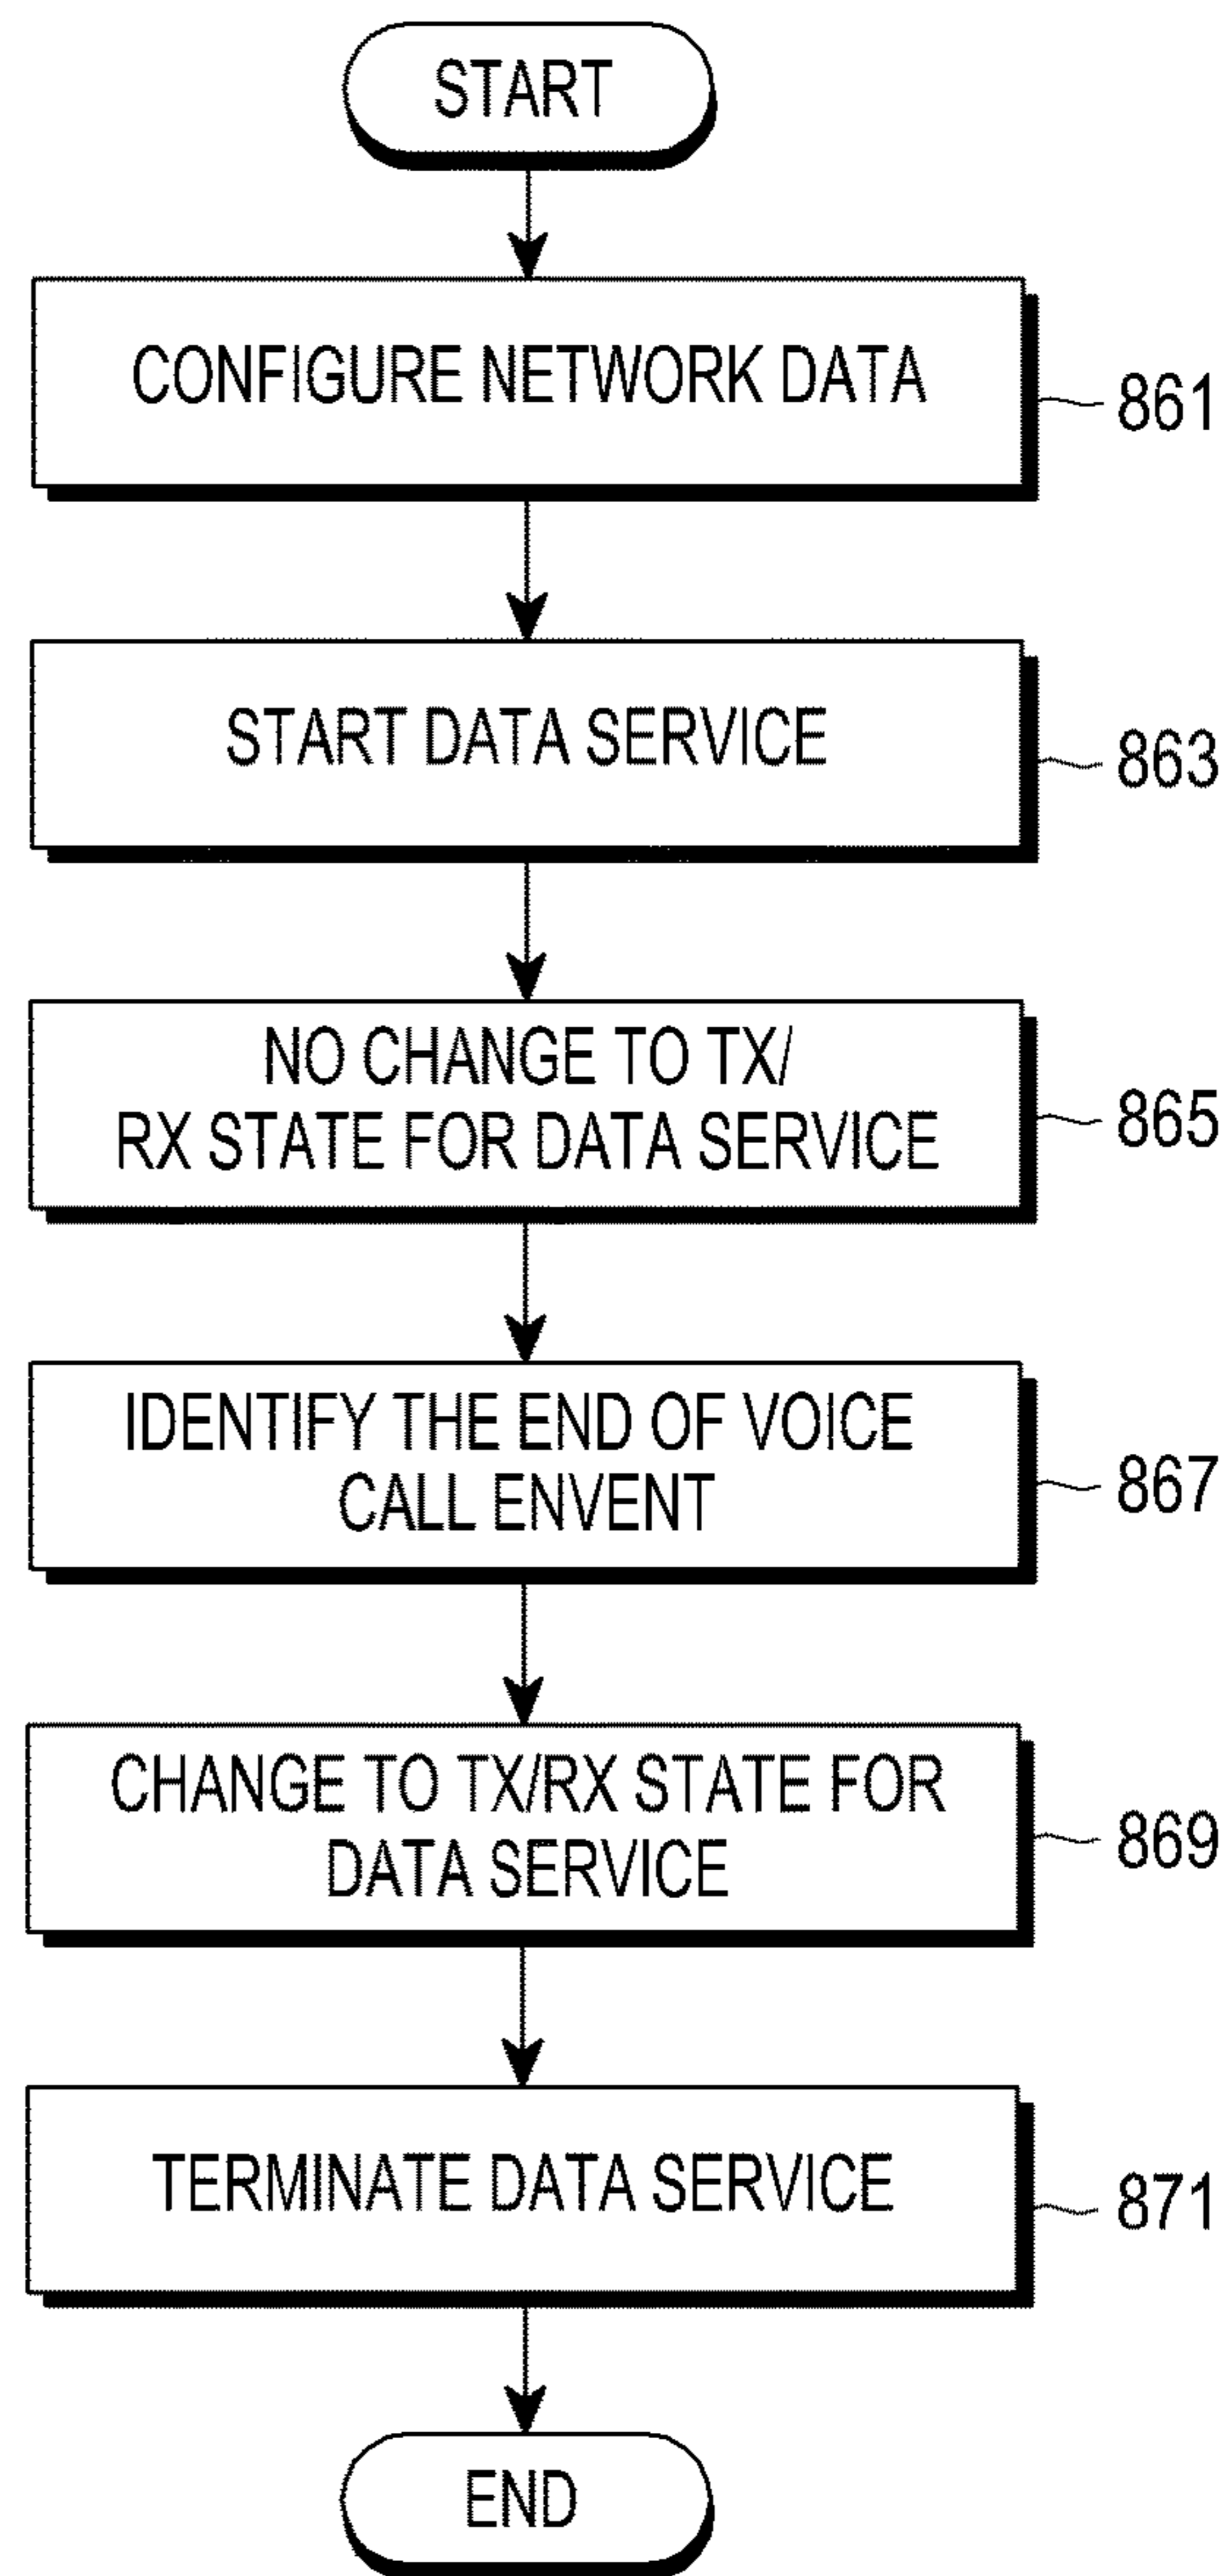 START
CONFIGURE NETWORK DATA
861
START DATA SERVICE
863
NO CHANGE TO TX/
RX STATE FOR DATA SERVICE
865
IDENTIFY THE END OF VOICE
CALL ENVENT
867
CHANGE TO TX/RX STATE FOR
DATA SERVICE
869
TERMINATE DATA SERVICE
871
END